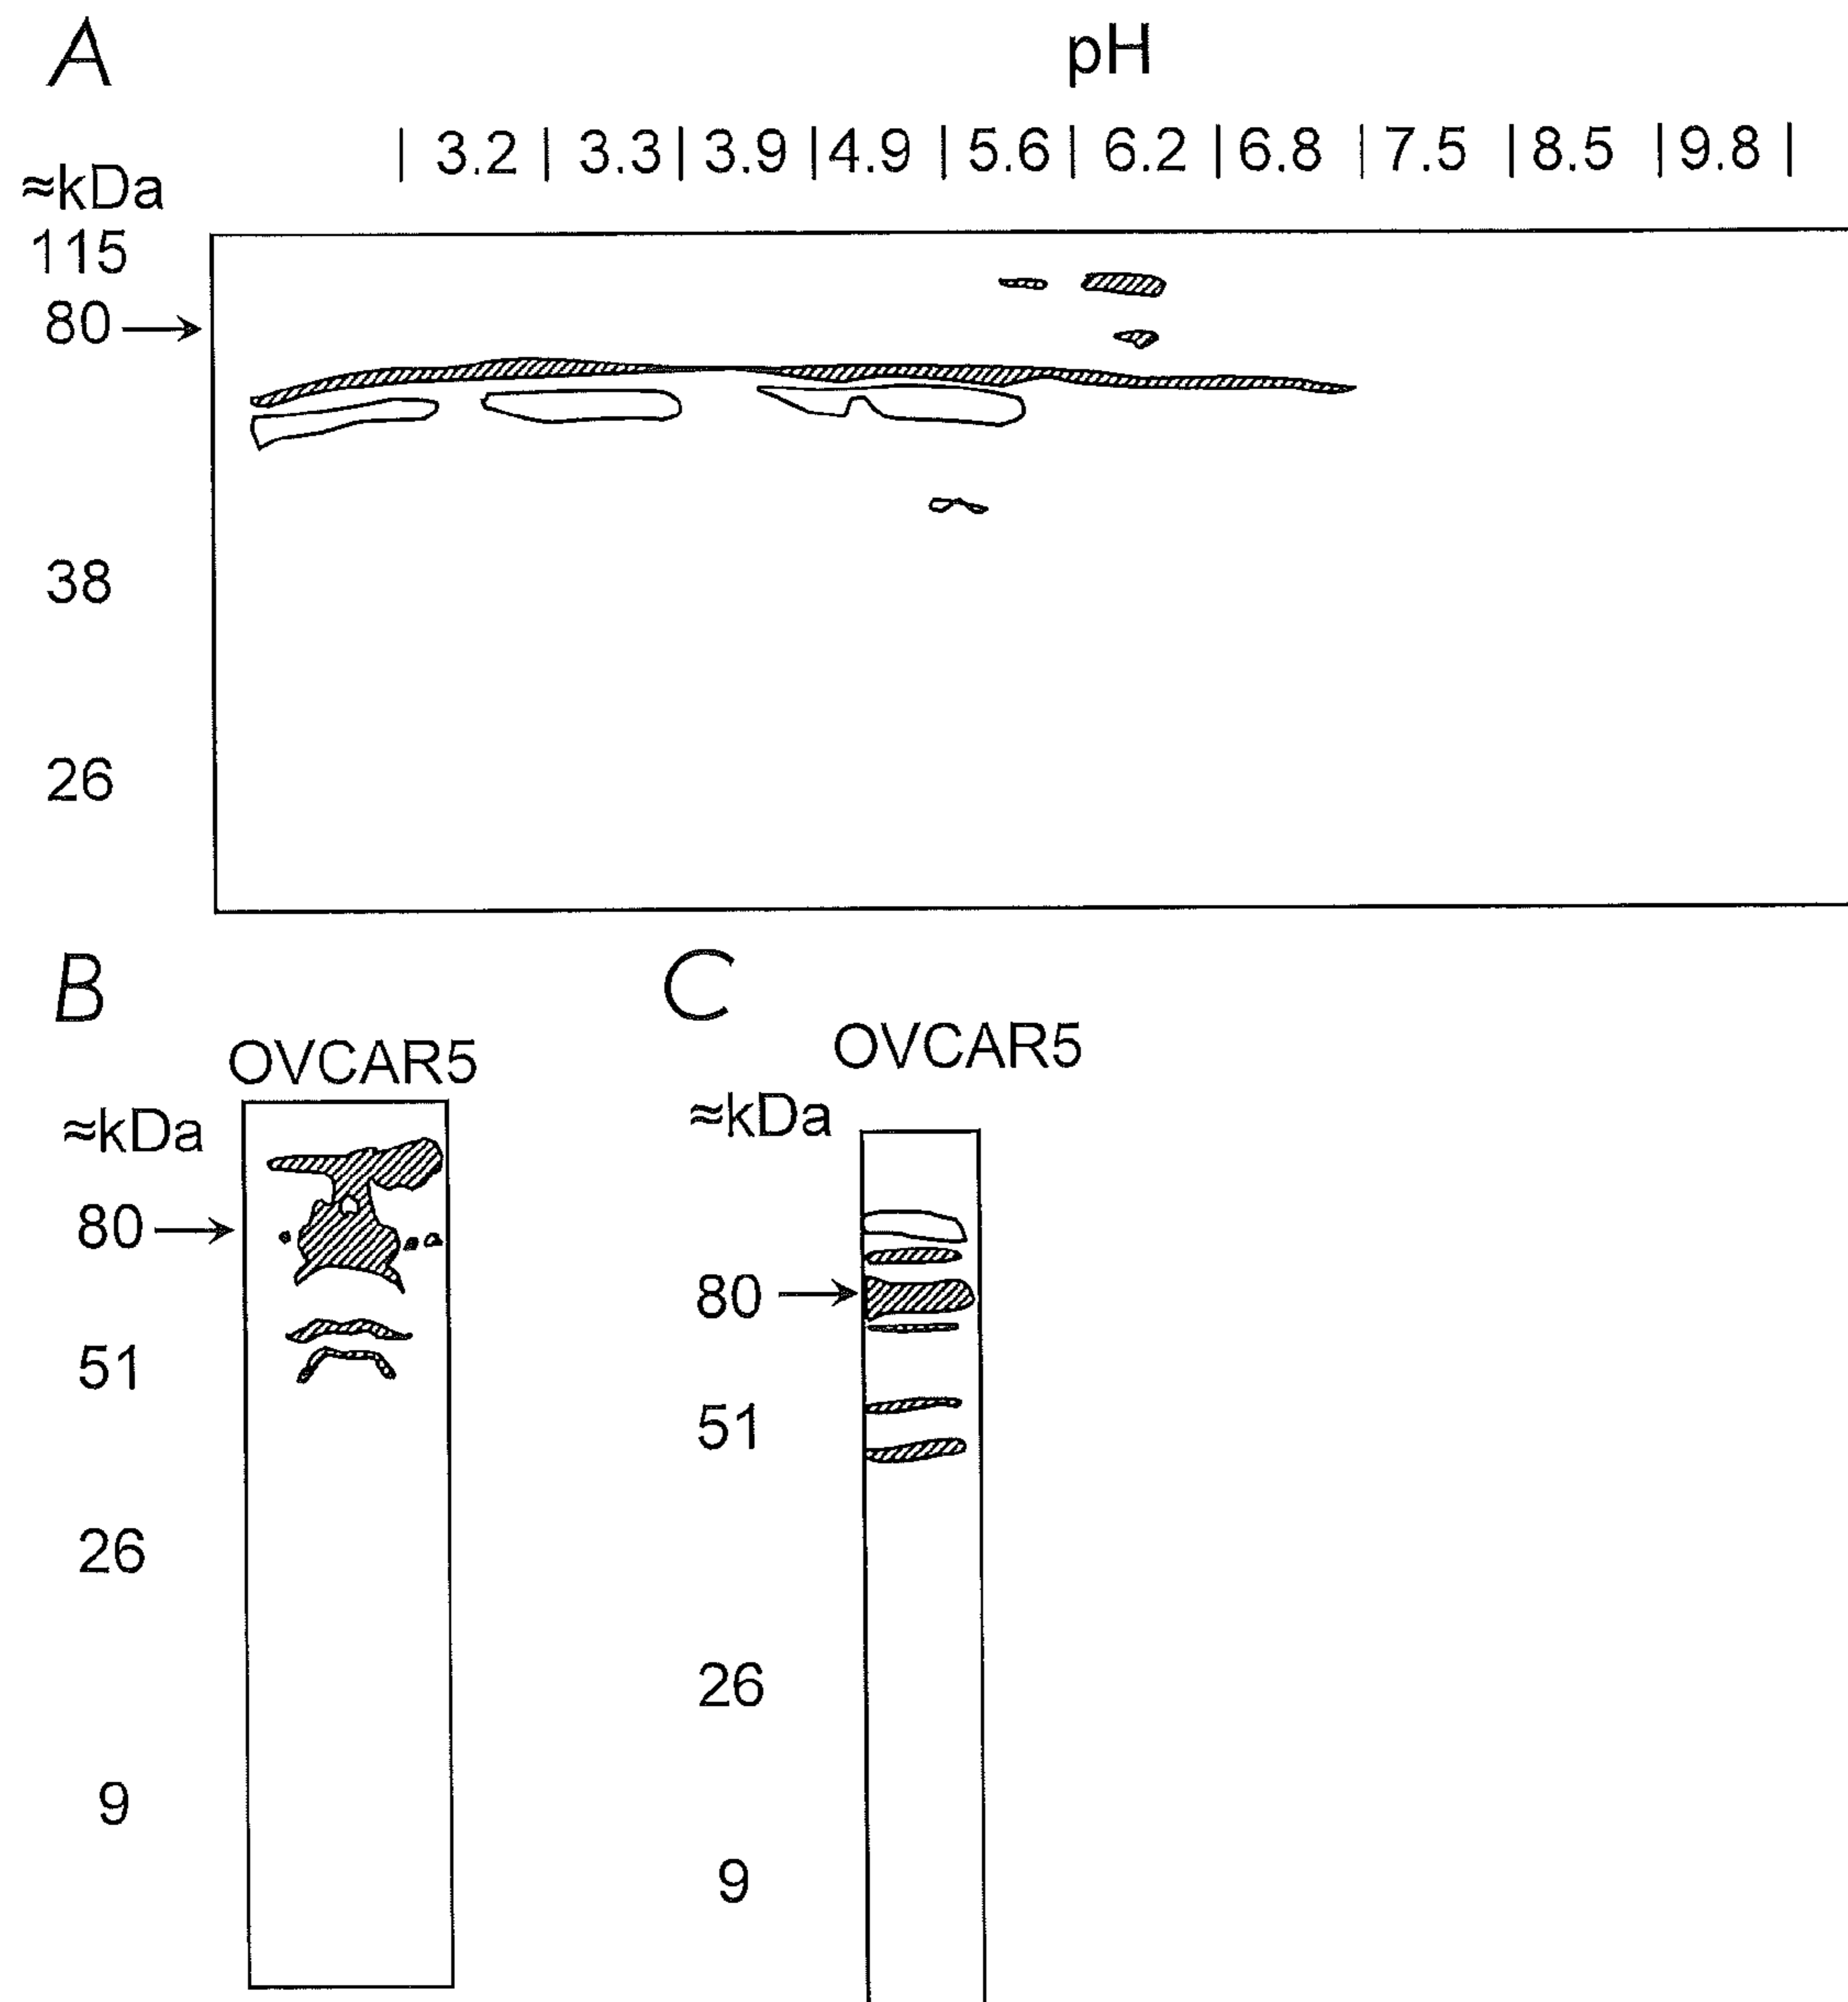 A
pH
| 3.2 | 3.3 | 3.9 | 4.9 | 5.6 | 6.2 | 6.8 | 7.5 | 8.5 | 9.8 |
≈kDa
115
80
38
26
B
OVCAR5
≈kDa
80
51
26
9
C
OVCAR5
≈kDa
80
51
26
9